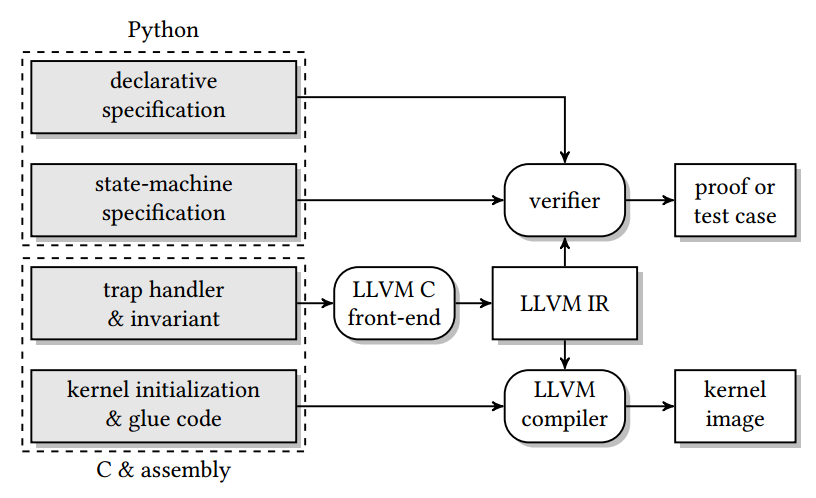 Python
declarative
specification
state-machine
specification
verifier
proof or
test case
trap handler
& invariant
LLVM C
front-end
LLVM IR
kernel initialization
& glue code
LLVM
compiler
kernel
image
C & assembly